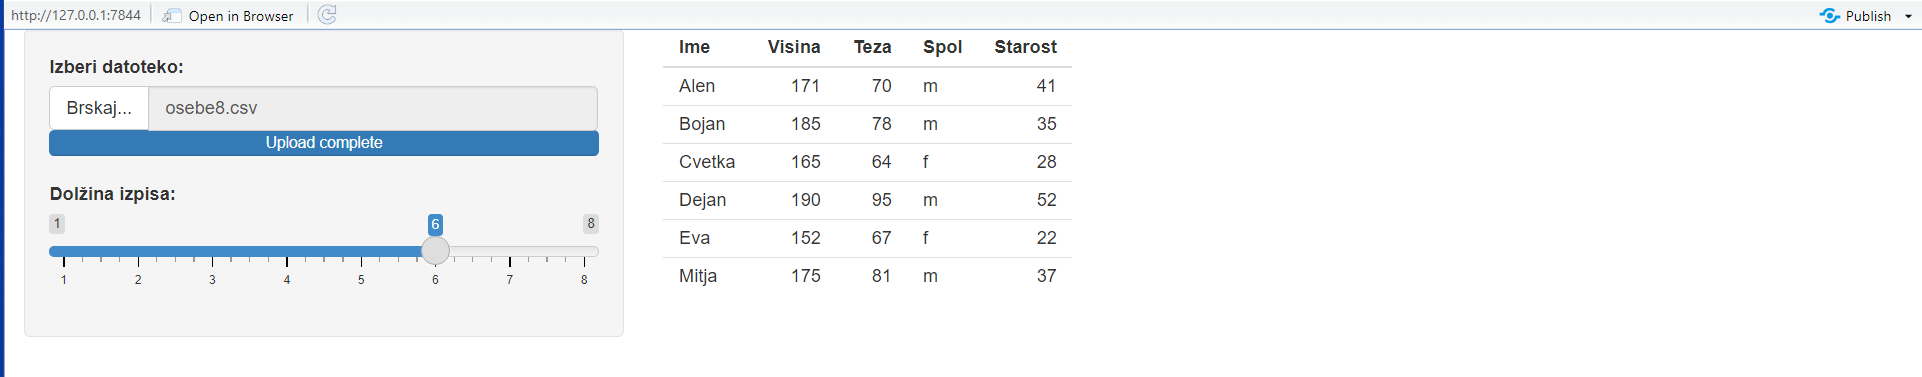 http://127.0.0.1:7844 Open in Browser Publish
Izberi datoteko:
Brskaj... osebe8.csv
Upload complete
Dolžina izpisa:
1 6 8
1 2 3 4 5 6 7 8
Ime Visina Teza Spol Starost
Alen 171 70 m 41
Bojan 185 78 m 35
Cvetka 165 64 f 28
Dejan 190 95 m 52
Eva 152 67 f 22
Mitja 175 81 m 37